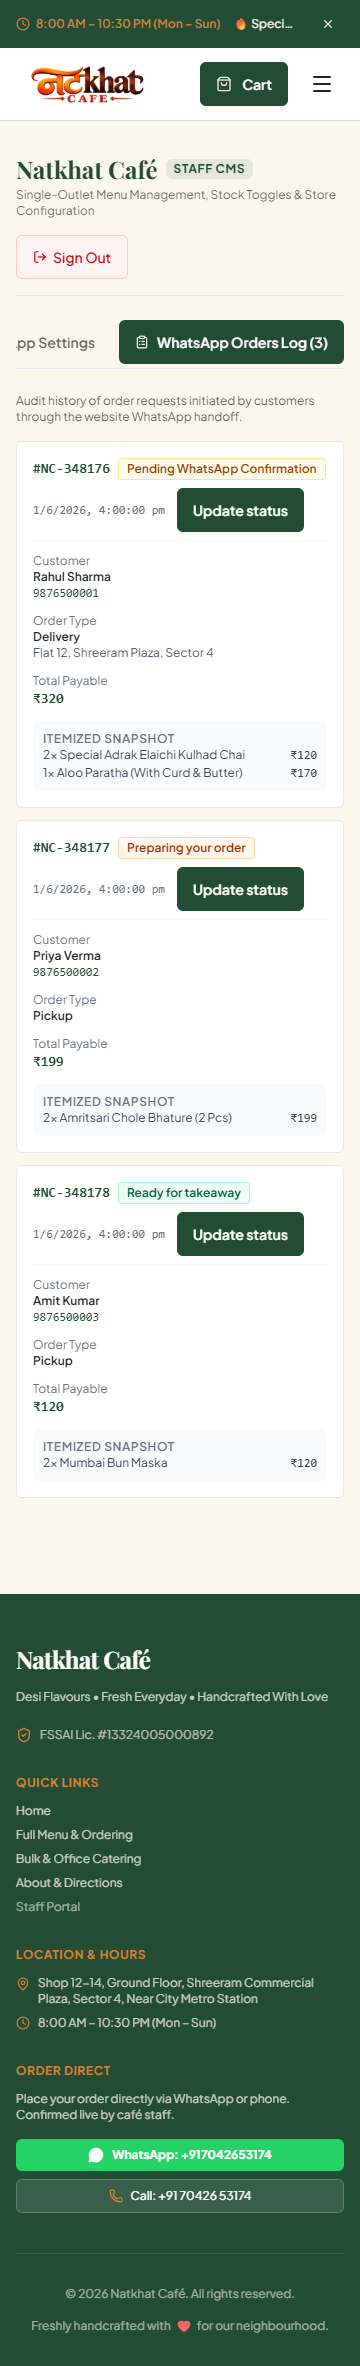 8:00 AM – 10:30 PM (Mon – Sun) Speci...
नटkhat
CAFE
Cart
Natkhat Café STAFF CMS
Single-Outlet Menu Management, Stock Toggles & Store
Configuration
Sign Out
pp Settings WhatsApp Orders Log (3)
Audit history of order requests initiated by customers
through the website WhatsApp handoff.
#NC-348176 Pending WhatsApp Confirmation
1/6/2026, 4:00:00 pm Update status
Customer
Rahul Sharma
9876500001
Order Type
Delivery
Flat 12, Shreeram Plaza, Sector 4
Total Payable
₹320
ITEMIZED SNAPSHOT
2× Special Adrak Elaichi Kulhad Chai ₹120
1× Aloo Paratha (With Curd & Butter) ₹170
#NC-348177 Preparing your order
1/6/2026, 4:00:00 pm Update status
Customer
Priya Verma
9876500002
Order Type
Pickup
Total Payable
₹199
ITEMIZED SNAPSHOT
2× Amritsari Chole Bhature (2 Pcs) ₹199
#NC-348178 Ready for takeaway
1/6/2026, 4:00:00 pm Update status
Customer
Amit Kumar
9876500003
Order Type
Pickup
Total Payable
₹120
ITEMIZED SNAPSHOT
2× Mumbai Bun Maska ₹120
Natkhat Café
Desi Flavours • Fresh Everyday • Handcrafted With Love
FSSAI Lic. #13324005000892
QUICK LINKS
Home
Full Menu & Ordering
Bulk & Office Catering
About & Directions
Staff Portal
LOCATION & HOURS
Shop 12–14, Ground Floor, Shreeram Commercial
Plaza, Sector 4, Near City Metro Station
8:00 AM – 10:30 PM (Mon – Sun)
ORDER DIRECT
Place your order directly via WhatsApp or phone.
Confirmed live by café staff.
WhatsApp: +917042653174
Call: +91 70426 53174
© 2026 Natkhat Café. All rights reserved.
Freshly handcrafted with ❤ for our neighbourhood.